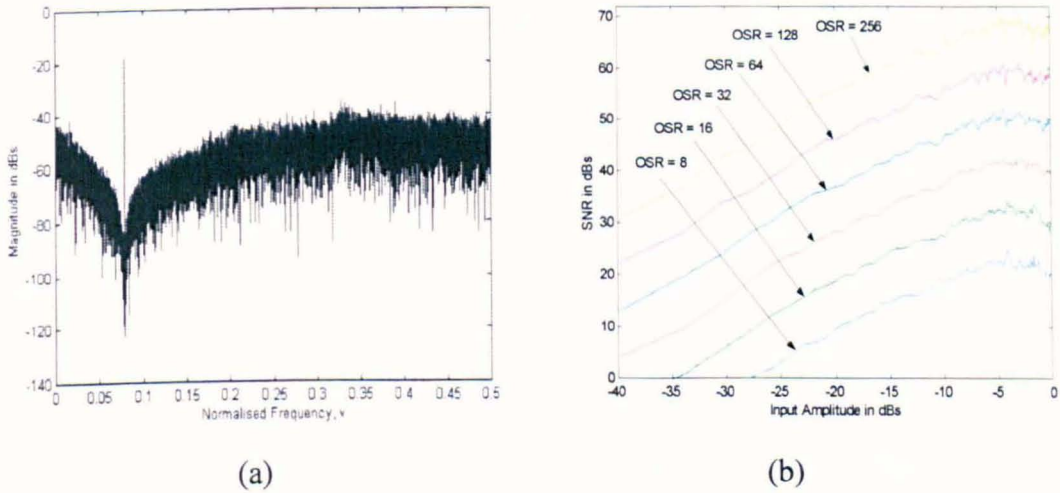 0
-20
-40
-60
-80
-100
-120
-140
0 0.05 0.1 0.15 0.2 0.25 0.3 0.35 0.4 0.45 0.5
Magnitude in dBs
Normalised Frequency, v
(a)
70
60
50
40
30
20
10
0
-40 -35 -30 -25 -20 -15 -10 -5 0
SNR in dBs
OSR = 256
OSR = 128
OSR = 64
OSR = 32
OSR = 16
OSR = 8
Input Amplitude in dBs
(b)